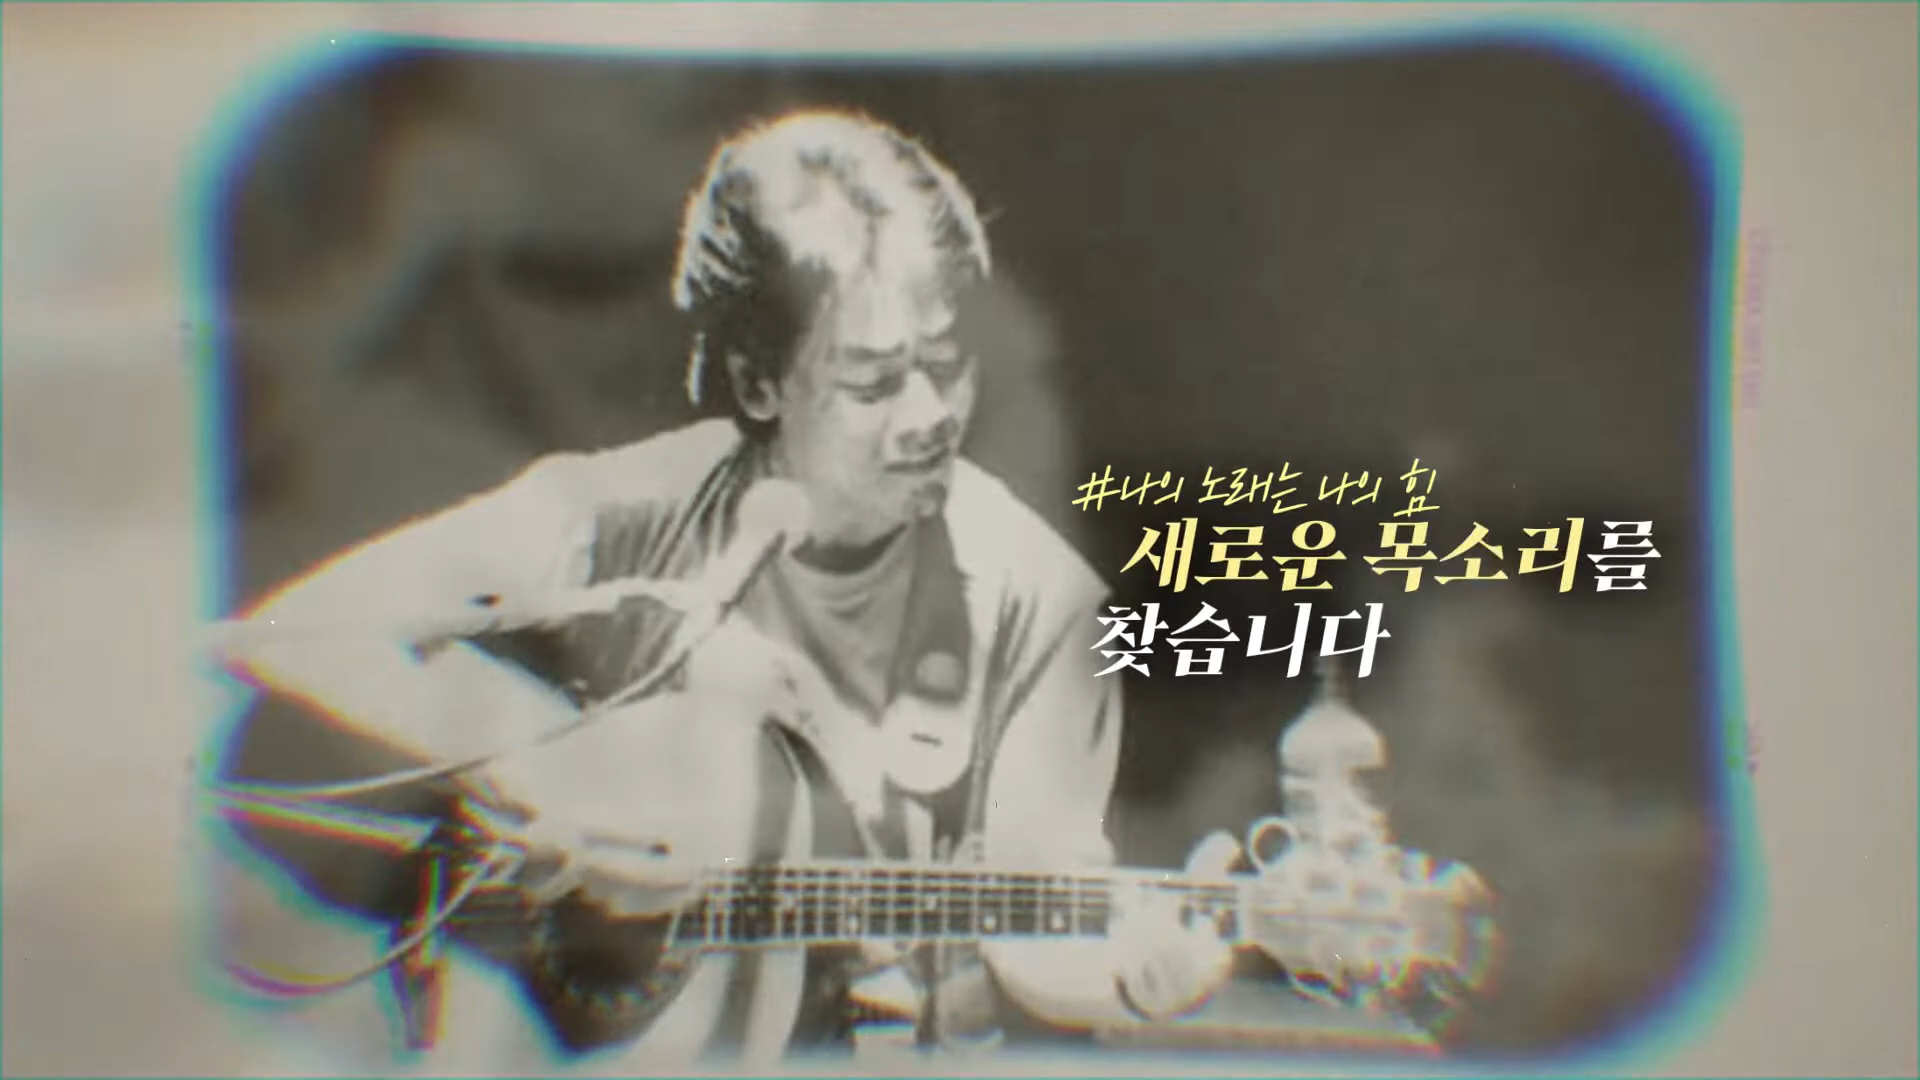 #나의 노래는 나의 힘
새로운 목소리를
찾습니다